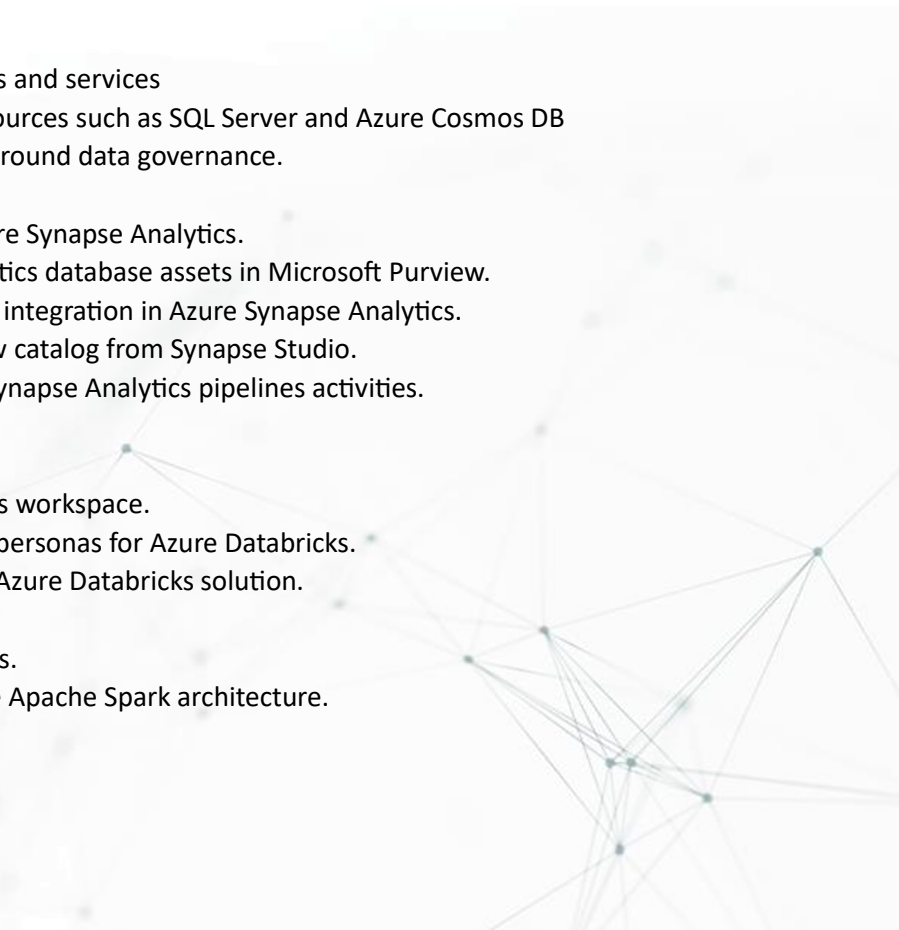 s and services
ources such as SQL Server and Azure Cosmos DB
round data governance.
re Synapse Analytics.
tics database assets in Microsoft Purview.
integration in Azure Synapse Analytics.
w catalog from Synapse Studio.
ynapse Analytics pipelines activities.
s workspace.
personas for Azure Databricks.
Azure Databricks solution.
s.
Apache Spark architecture.